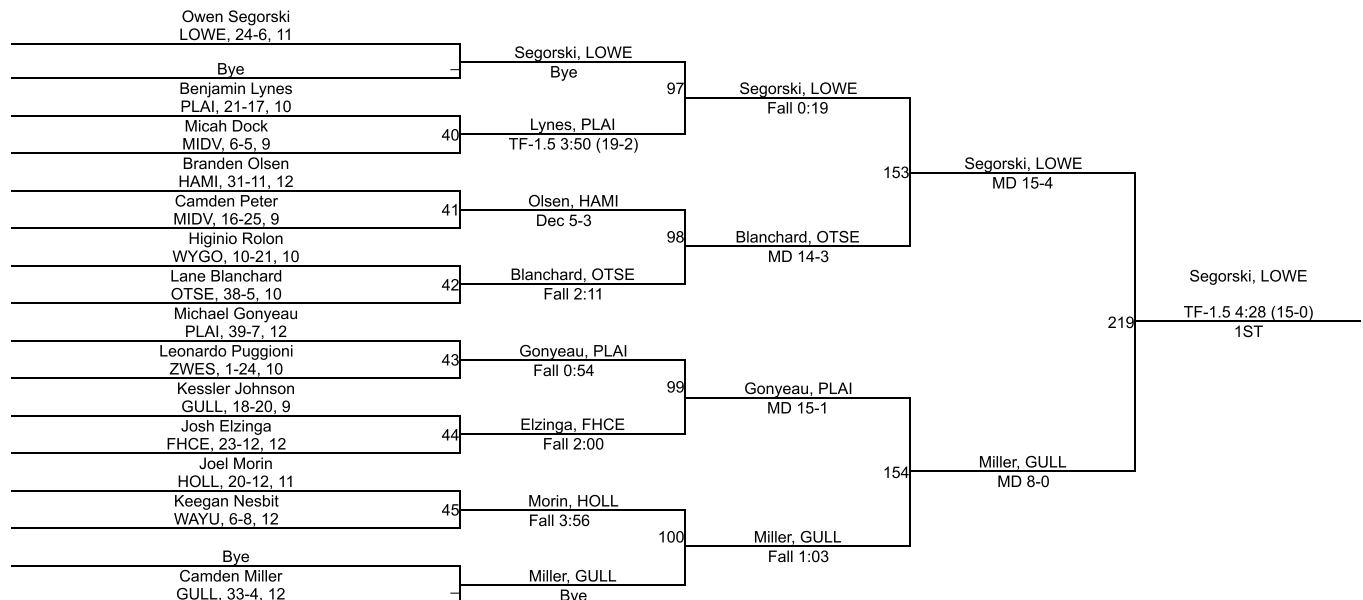 Owen Segorski
LOWE, 24-6, 11
Bye
Benjamin Lynes
PLAI, 21-17, 10
Micah Dock
MIDV, 6-5, 9
Branden Olsen
HAMI, 31-11, 12
Camden Peter
MIDV, 16-25, 9
Higinio Rolon
WYGO, 10-21, 10
Lane Blanchard
OTSE, 38-5, 10
Michael Gonyeau
PLAI, 39-7, 12
Leonardo Puggioni
ZWES, 1-24, 10
Kessler Johnson
GULL, 18-20, 9
Josh Elzinga
FHCE, 23-12, 12
Joel Morin
HOLL, 20-12, 11
Keegan Nesbit
WAYU, 6-8, 12
Bye
Camden Miller
GULL, 33-4, 12
–
40
41
42
43
44
45
–
Segorski, LOWE
Bye
Lynes, PLAI
TF-1.5 3:50 (19-2)
Olsen, HAMI
Dec 5-3
Blanchard, OTSE
Fall 2:11
Gonyeau, PLAI
Fall 0:54
Elzinga, FHCE
Fall 2:00
Morin, HOLL
Fall 3:56
Miller, GULL
Bye
97
98
99
100
Segorski, LOWE
Fall 0:19
Blanchard, OTSE
MD 14-3
Gonyeau, PLAI
MD 15-1
Miller, GULL
Fall 1:03
153
154
Segorski, LOWE
MD 15-4
Miller, GULL
MD 8-0
219
Segorski, LOWE
TF-1.5 4:28 (15-0)
1ST